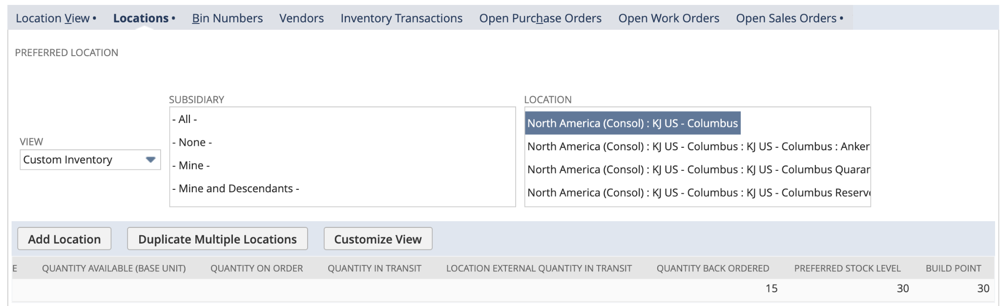 Location View • Locations • Bin Numbers Vendors Inventory Transactions Open Purchase Orders Open Work Orders Open Sales Orders •
PREFERRED LOCATION
VIEW
Custom Inventory
SUBSIDIARY
- All -
- None -
- Mine -
- Mine and Descendants -
LOCATION
North America (Consol) : KJ US - Columbus
North America (Consol) : KJ US - Columbus : KJ US - Columbus : Anker
North America (Consol) : KJ US - Columbus : KJ US - Columbus Quarar
North America (Consol) : KJ US - Columbus : KJ US - Columbus Reserve
Add Location Duplicate Multiple Locations Customize View
E QUANTITY AVAILABLE (BASE UNIT) QUANTITY ON ORDER QUANTITY IN TRANSIT LOCATION EXTERNAL QUANTITY IN TRANSIT QUANTITY BACK ORDERED PREFERRED STOCK LEVEL BUILD POINT
15 30 30